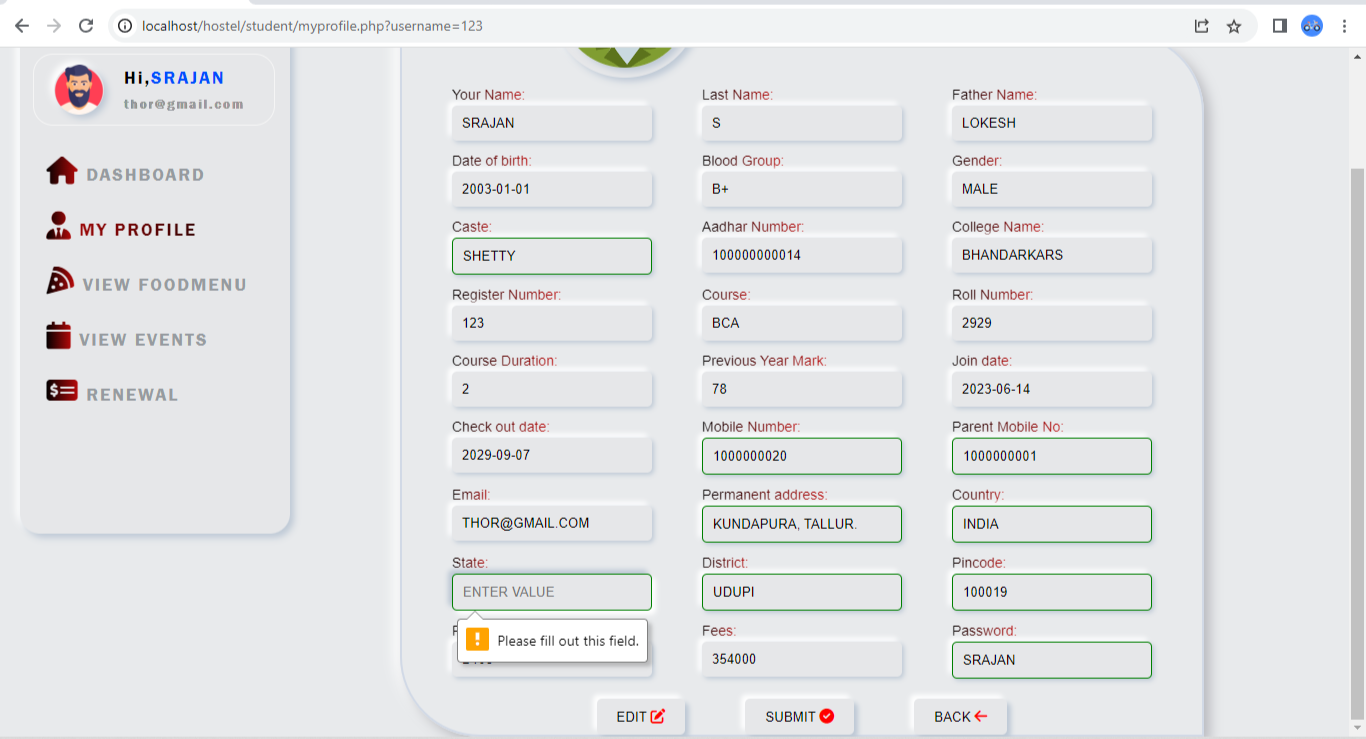 localhost/hostel/student/myprofile.php?username=123
Hi,SRAJAN
thor@gmail.com
DASHBOARD
MY PROFILE
VIEW FOODMENU
VIEW EVENTS
RENEWAL
Your Name: Last Name: Father Name:
SRAJAN S LOKESH
Date of birth: Blood Group: Gender:
2003-01-01 B+ MALE
Caste: Aadhar Number: College Name:
SHETTY 100000000014 BHANDARKARS
Register Number: Course: Roll Number:
123 BCA 2929
Course Duration: Previous Year Mark: Join date:
2 78 2023-06-14
Check out date: Mobile Number: Parent Mobile No:
2029-09-07 1000000020 1000000001
Email: Permanent address: Country:
THOR@GMAIL.COM KUNDAPURA, TALLUR. INDIA
State: District: Pincode:
ENTER VALUE UDUPI 100019
Please fill out this field.
Fees: Password:
354000 SRAJAN
EDIT SUBMIT BACK